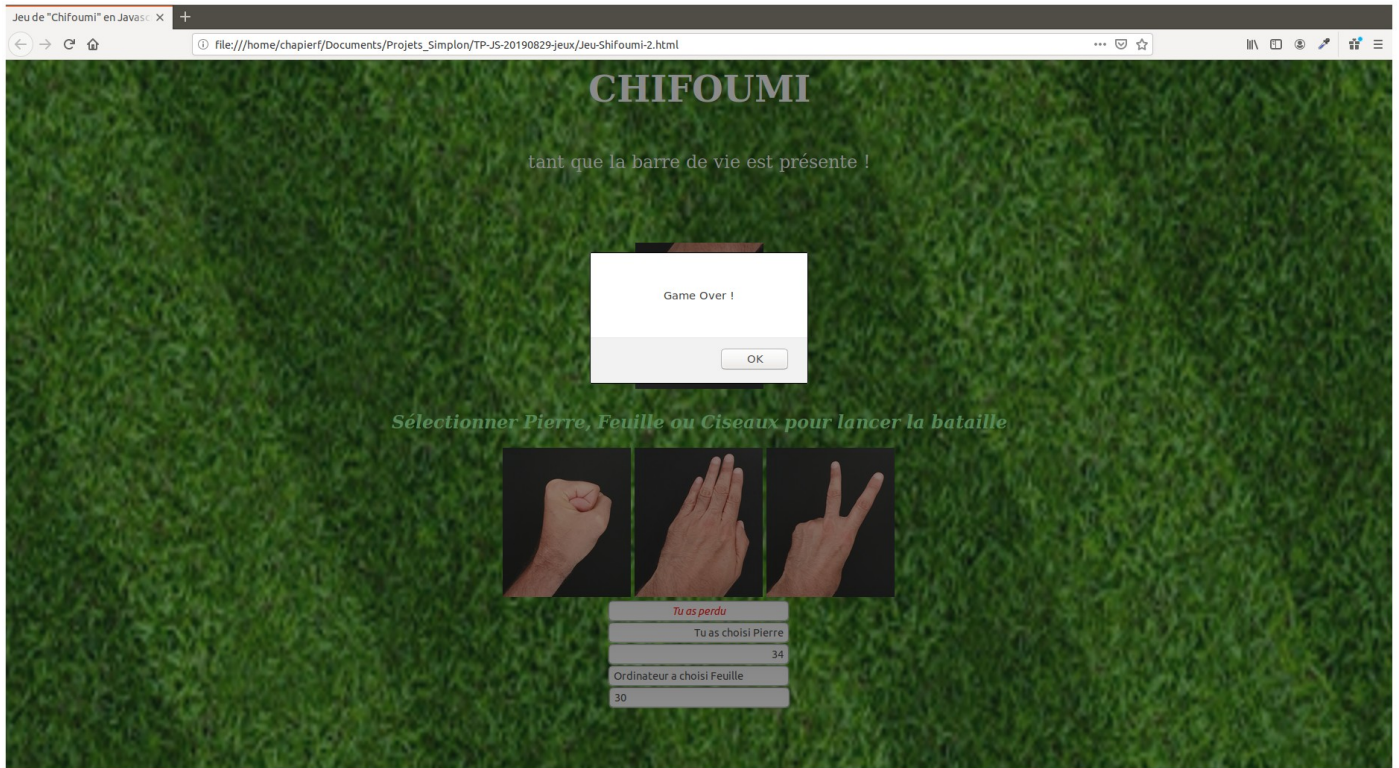 Jeu de "Chifoumi" en Javasc
file:///home/chapierf/Documents/Projets_Simplon/TP-JS-20190829-jeux/Jeu-Shifoumi-2.html
CHIFOUMI
tant que la barre de vie est présente !
Game Over !
OK
Sélectionner Pierre, Feuille ou Ciseaux pour lancer la bataille
Tu as perdu
Tu as choisi Pierre
34
Ordinateur a choisi Feuille
30